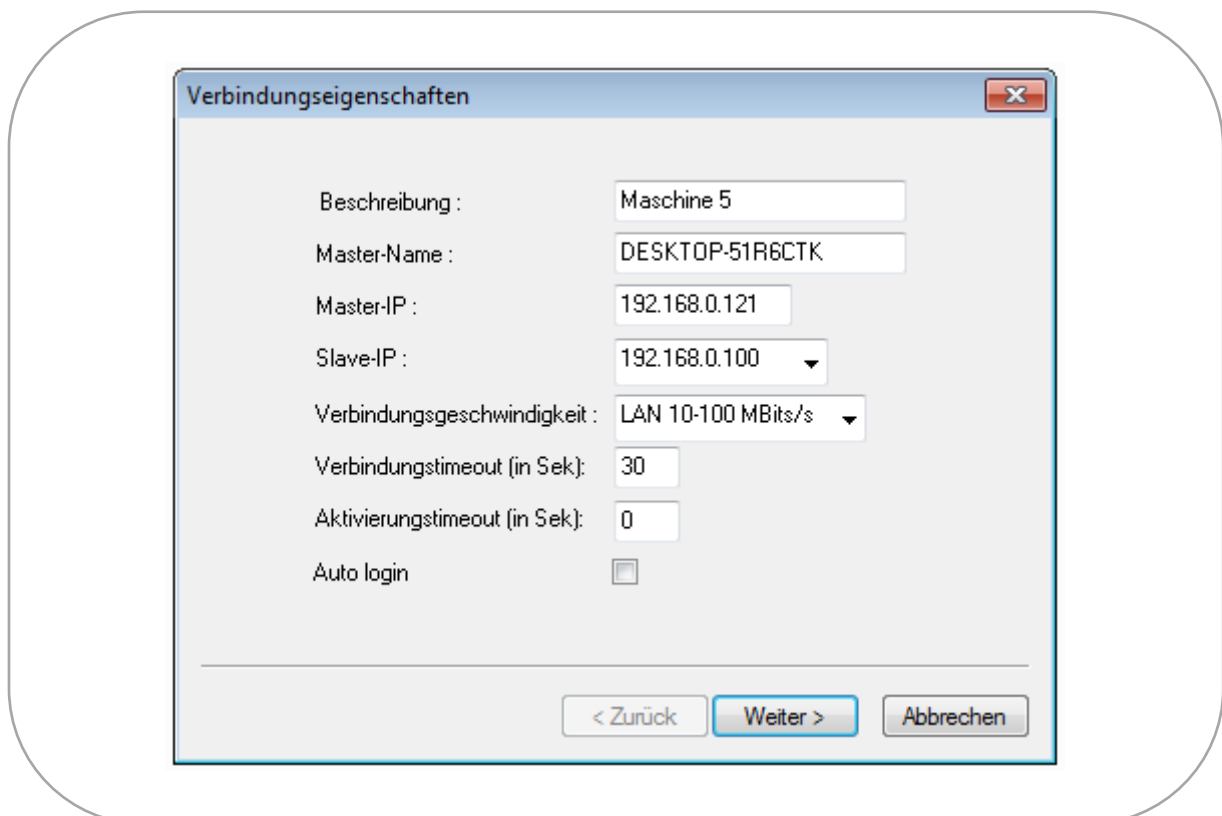 Verbindungseigenschaften
Beschreibung : Maschine 5
Master-Name : DESKTOP-51R6CTK
Master-IP : 192.168.0.121
Slave-IP : 192.168.0.100
Verbindungsgeschwindigkeit : LAN 10-100 MBits/s
Verbindungstimeout (in Sek): 30
Aktivierungstimeout (in Sek): 0
Auto login
< Zurück Weiter > Abbrechen